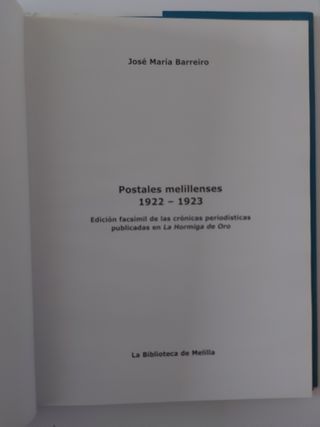 José María Barreiro
Postales melillenses
1922 – 1923
Edición facsímil de las crónicas periodísticas
publicadas en La Hormiga de Oro
La Biblioteca de Melilla